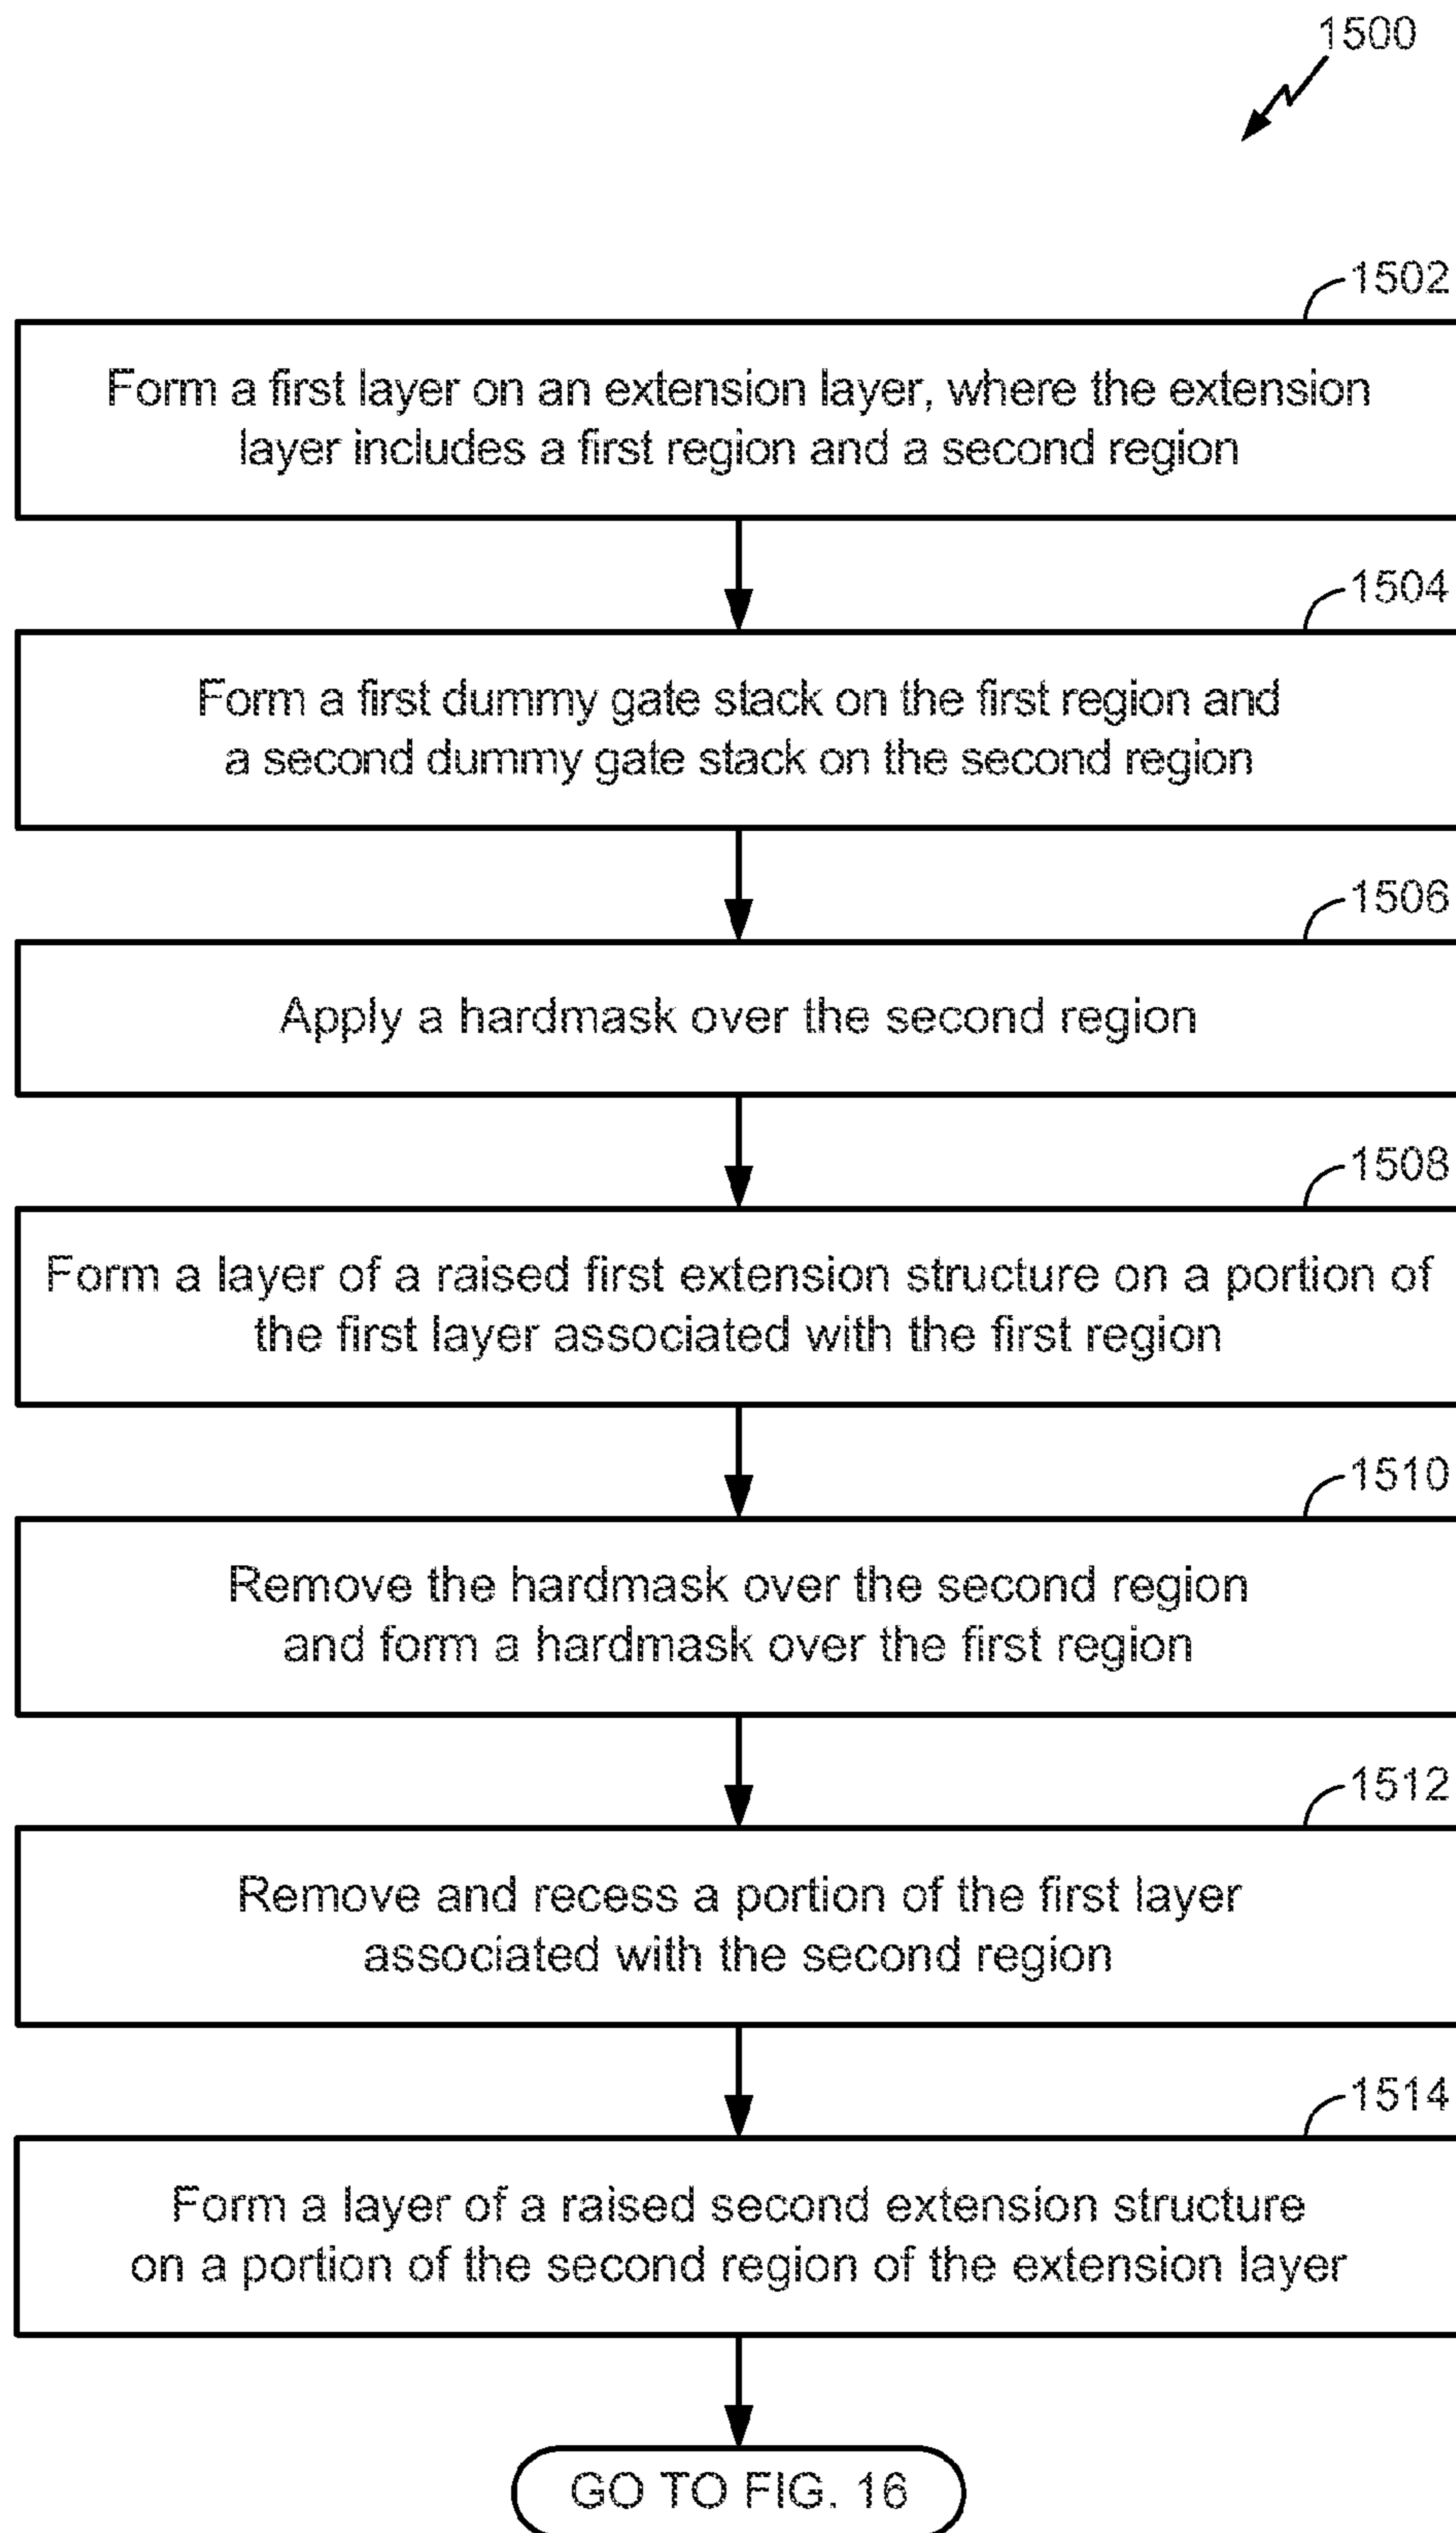 1500
1502
Form a first layer on an extension layer, where the extension
layer includes a first region and a second region
1504
Form a first dummy gate stack on the first region and
a second dummy gate stack on the second region
1506
Apply a hardmask over the second region
1508
Form a layer of a raised first extension structure on a portion of
the first layer associated with the first region
1510
Remove the hardmask over the second region
and form a hardmask over the first region
1512
Remove and recess a portion of the first layer
associated with the second region
1514
Form a layer of a raised second extension structure
on a portion of the second region of the extension layer
GO TO FIG. 16